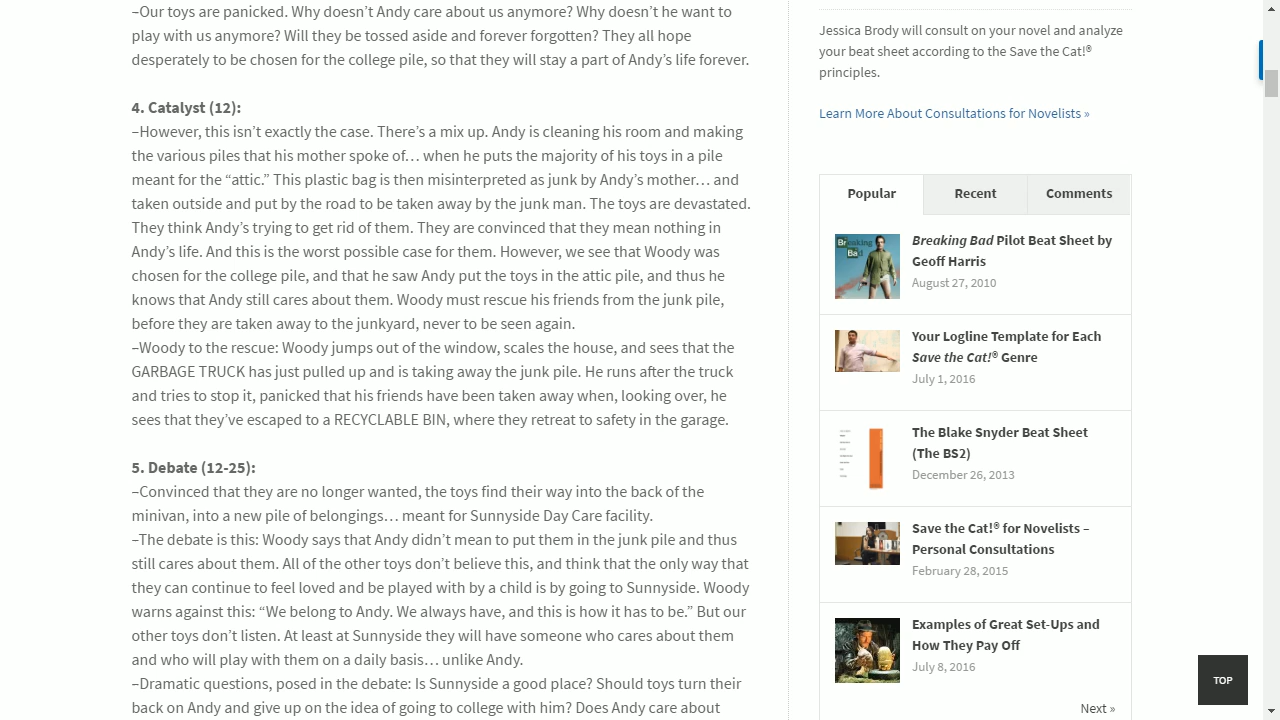 –Our toys are panicked. Why doesn’t Andy care about us anymore? Why doesn’t he want to
play with us anymore? Will they be tossed aside and forever forgotten? They all hope
desperately to be chosen for the college pile, so that they will stay a part of Andy’s life forever.
4. Catalyst (12):
–However, this isn’t exactly the case. There’s a mix up. Andy is cleaning his room and making
the various piles that his mother spoke of… when he puts the majority of his toys in a pile
meant for the “attic.” This plastic bag is then misinterpreted as junk by Andy’s mother… and
taken outside and put by the road to be taken away by the junk man. The toys are devastated.
They think Andy’s trying to get rid of them. They are convinced that they mean nothing in
Andy’s life. And this is the worst possible case for them. However, we see that Woody was
chosen for the college pile, and that he saw Andy put the toys in the attic pile, and thus he
knows that Andy still cares about them. Woody must rescue his friends from the junk pile,
before they are taken away to the junkyard, never to be seen again.
–Woody to the rescue: Woody jumps out of the window, scales the house, and sees that the
GARBAGE TRUCK has just pulled up and is taking away the junk pile. He runs after the truck
and tries to stop it, panicked that his friends have been taken away when, looking over, he
sees that they’ve escaped to a RECYCLABLE BIN, where they retreat to safety in the garage.
5. Debate (12-25):
–Convinced that they are no longer wanted, the toys find their way into the back of the
minivan, into a new pile of belongings… meant for Sunnyside Day Care facility.
–The debate is this: Woody says that Andy didn’t mean to put them in the junk pile and thus
still cares about them. All of the other toys don’t believe this, and think that the only way that
they can continue to feel loved and be played with by a child is by going to Sunnyside. Woody
warns against this: “We belong to Andy. We always have, and this is how it has to be.” But our
other toys don’t listen. At least at Sunnyside they will have someone who cares about them
and who will play with them on a daily basis… unlike Andy.
–Dramatic questions, posed in the debate: Is Sunnyside a good place? Should toys turn their
back on Andy and give up on the idea of going to college with him? Does Andy care about
Jessica Brody will consult on your novel and analyze
your beat sheet according to the Save the Cat!®
principles.
Learn More About Consultations for Novelists »
Popular Recent Comments
Breaking Bad Pilot Beat Sheet by
Geoff Harris
August 27, 2010
Your Logline Template for Each
Save the Cat!® Genre
July 1, 2016
The Blake Snyder Beat Sheet
(The BS2)
December 26, 2013
Save the Cat!® for Novelists –
Personal Consultations
February 28, 2015
Examples of Great Set-Ups and
How They Pay Off
July 8, 2016
Next »
TOP